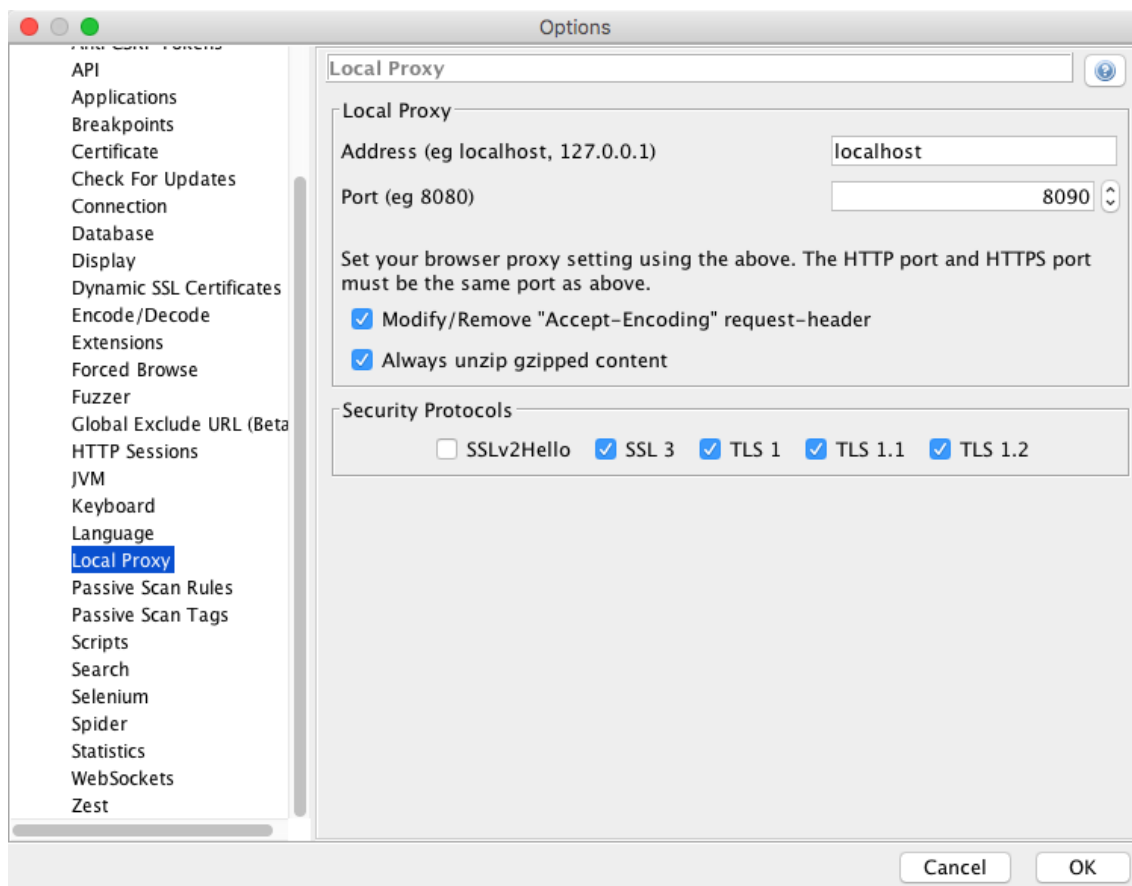 Options
Anti CSRF Tokens
API
Applications
Breakpoints
Certificate
Check For Updates
Connection
Database
Display
Dynamic SSL Certificates
Encode/Decode
Extensions
Forced Browse
Fuzzer
Global Exclude URL (Beta
HTTP Sessions
JVM
Keyboard
Language
Local Proxy
Passive Scan Rules
Passive Scan Tags
Scripts
Search
Selenium
Spider
Statistics
WebSockets
Zest
Local Proxy
Local Proxy
Address (eg localhost, 127.0.0.1) localhost
Port (eg 8080) 8090
Set your browser proxy setting using the above. The HTTP port and HTTPS port
must be the same port as above.
Modify/Remove "Accept-Encoding" request-header
Always unzip gzipped content
Security Protocols
SSLv2Hello SSL 3 TLS 1 TLS 1.1 TLS 1.2
Cancel OK